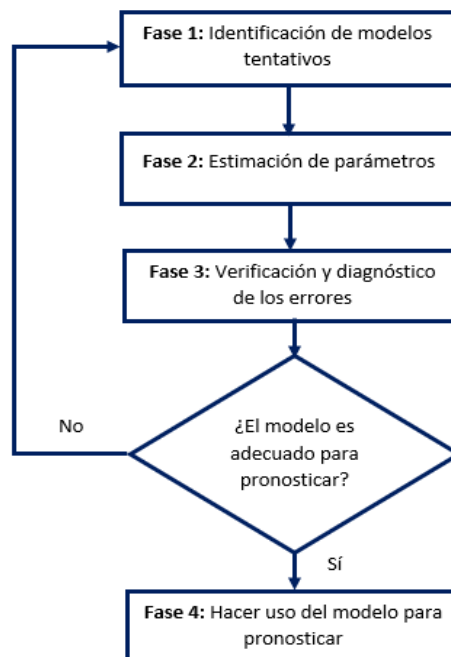 Fase 1: Identificación de modelos
tentativos
Fase 2: Estimación de parámetros
Fase 3: Verificación y diagnóstico
de los errores
¿El modelo es
adecuado para
pronosticar?
No
Sí
Fase 4: Hacer uso del modelo para
pronosticar